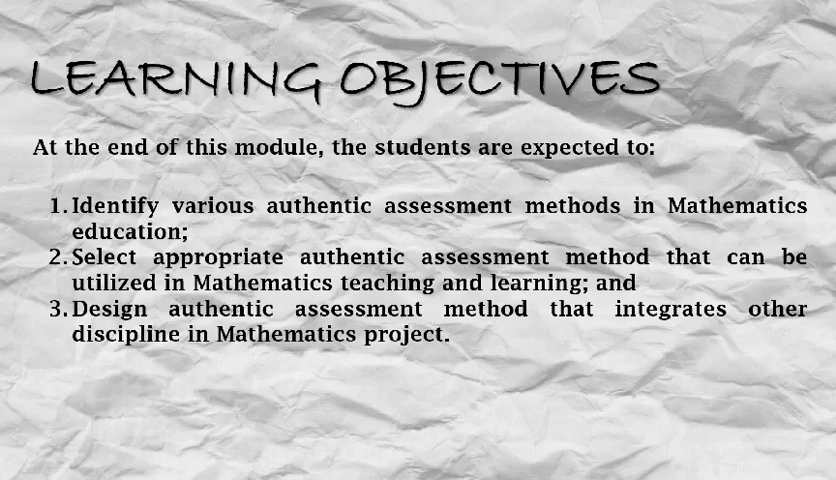 LEARNING OBJECTIVES
At the end of this module, the students are expected to:
1. Identify various authentic assessment methods in Mathematics
education;
2. Select appropriate authentic assessment method that can be
utilized in Mathematics teaching and learning; and
3. Design authentic assessment method that integrates other
discipline in Mathematics project.